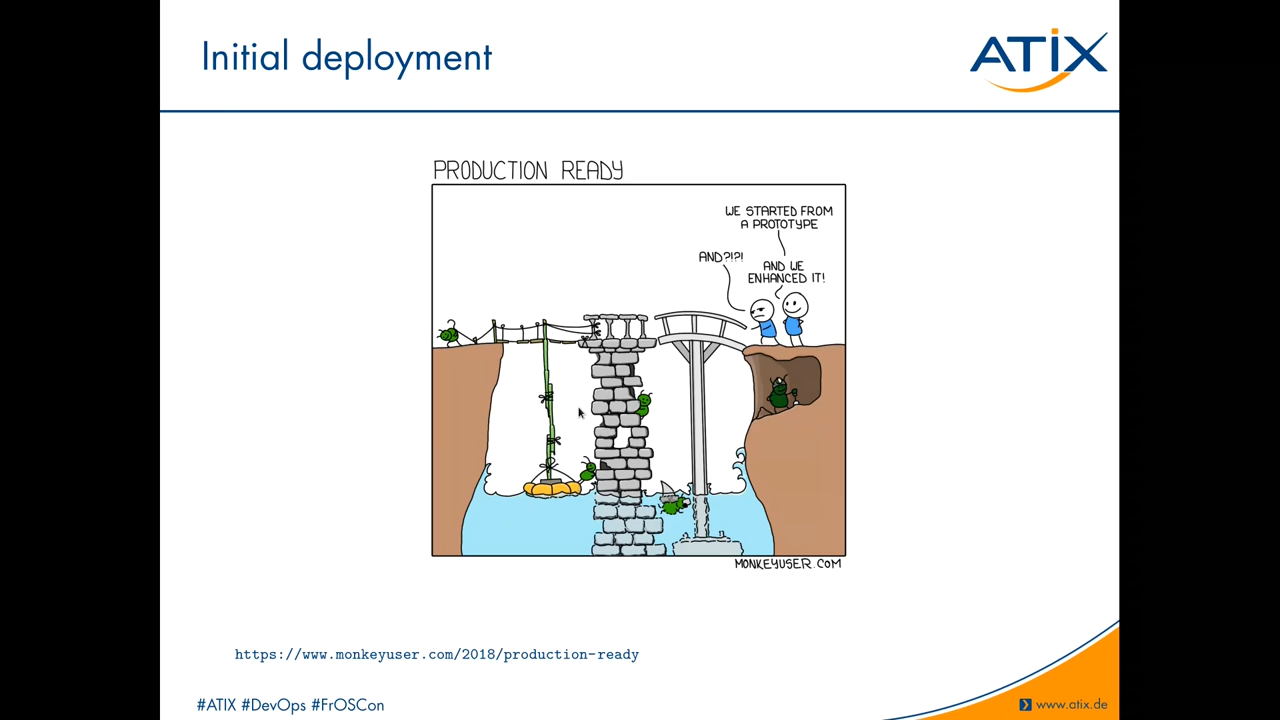 Initial deployment
ATIX
PRODUCTION READY
WE STARTED FROM
A PROTOTYPE
AND?!?!
AND WE
ENHANCED IT!
MONKEYUSER.COM
https://www.monkeyuser.com/2018/production-ready
#ATIX #DevOps #FrOSCon
www.atix.de